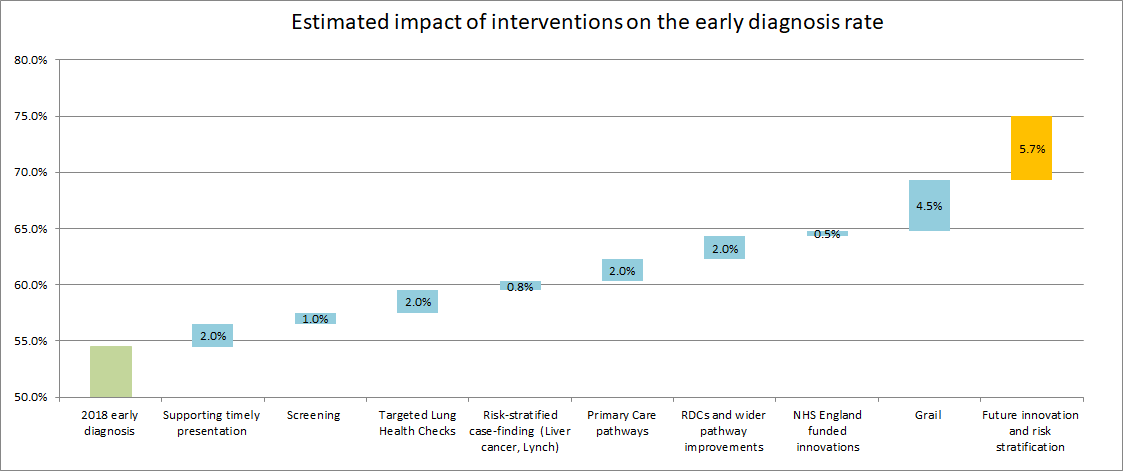 Estimated impact of interventions on the early diagnosis rate
80.0%
75.0%
70.0%
65.0%
60.0%
55.0%
50.0%
2.0%
1.0%
2.0%
0.8%
2.0%
2.0%
0.5%
4.5%
5.7%
2018 early
diagnosis
Supporting timely
presentation
Screening
Targeted Lung
Health Checks
Risk-stratified
case-finding (Liver
cancer, Lynch)
Primary Care
pathways
RDCs and wider
pathway
improvements
NHS England
funded
innovations
Grail
Future innovation
and risk
stratification